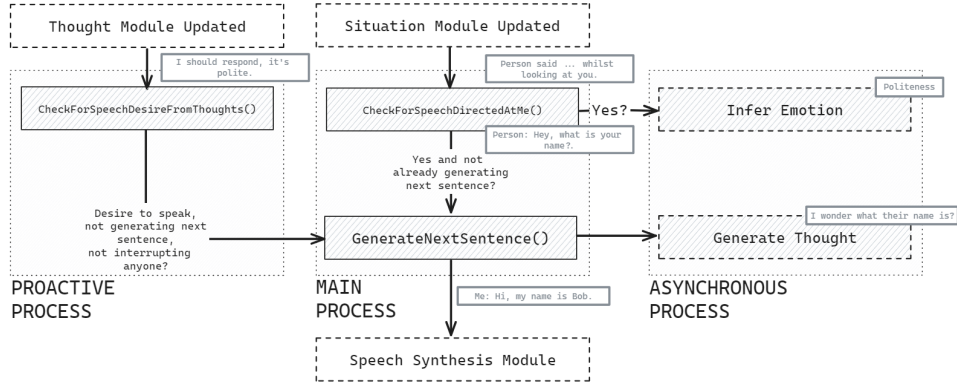 Thought Module Updated
Situation Module Updated
I should respond, it's
polite.
Person said ... whilst
looking at you.
CheckForSpeechDesireFromThoughts()
CheckForSpeechDirectedAtMe()
Yes?
Infer Emotion
Politeness
Person: Hey, what is your
name?.
Yes and not
already generating
next sentence?
Desire to speak,
not generating next
sentence,
not interrupting
anyone?
GenerateNextSentence()
Generate Thought
I wonder what their name is?
PROACTIVE
PROCESS
MAIN
PROCESS
ASYNCHRONOUS
PROCESS
Me: Hi, my name is Bob.
Speech Synthesis Module